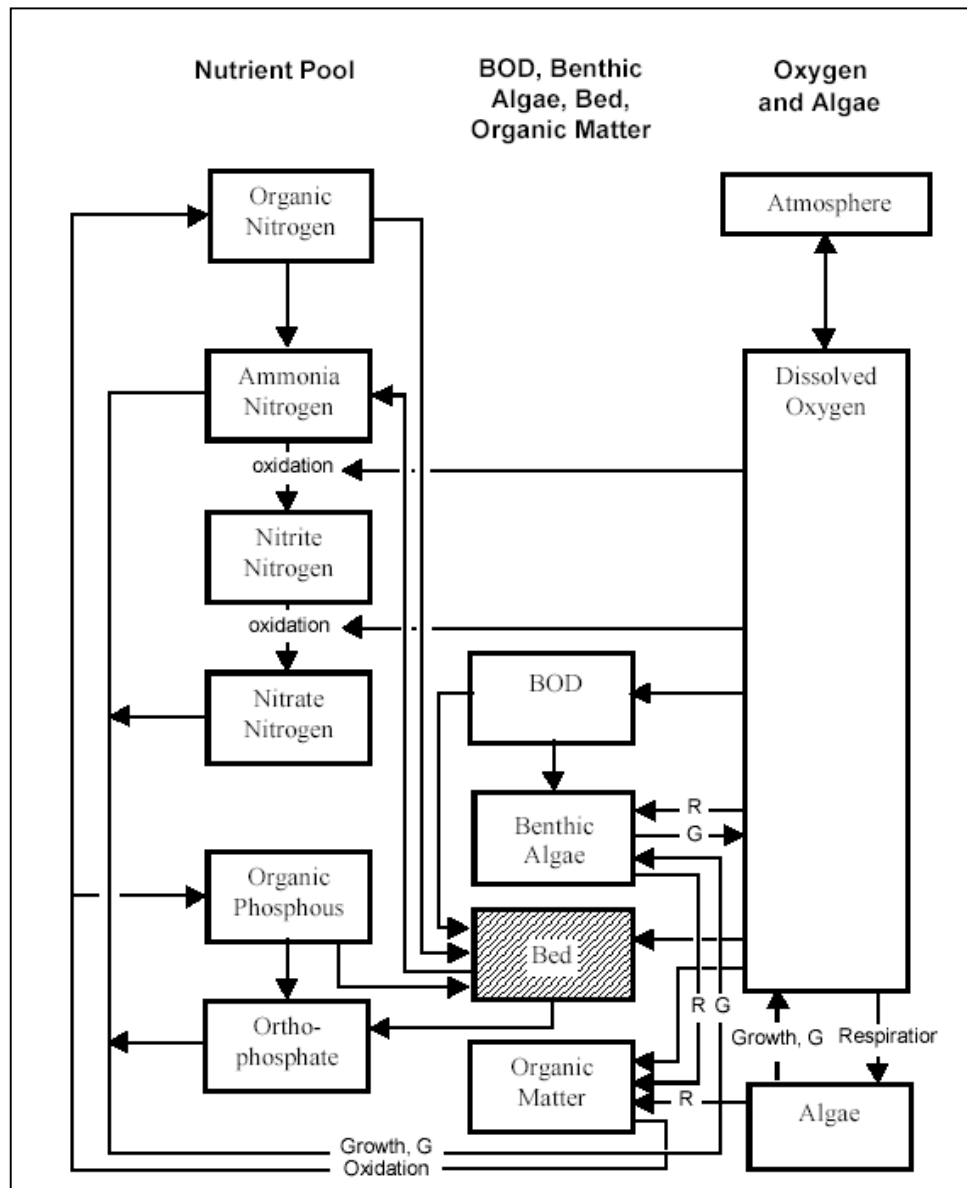 Nutrient Pool
BOD, Benthic
Algae, Bed,
Organic Matter
Oxygen
and Algae
Organic
Nitrogen
Atmosphere
Ammonia
Nitrogen
Dissolved
Oxygen
oxidation
Nitrite
Nitrogen
oxidation
Nitrate
Nitrogen
BOD
R
G
Benthic
Algae
Organic
Phosphous
Bed
R G
Ortho-
phosphate
Growth, G
Respiratior
Organic
Matter
R
Algae
Growth, G
Oxidation